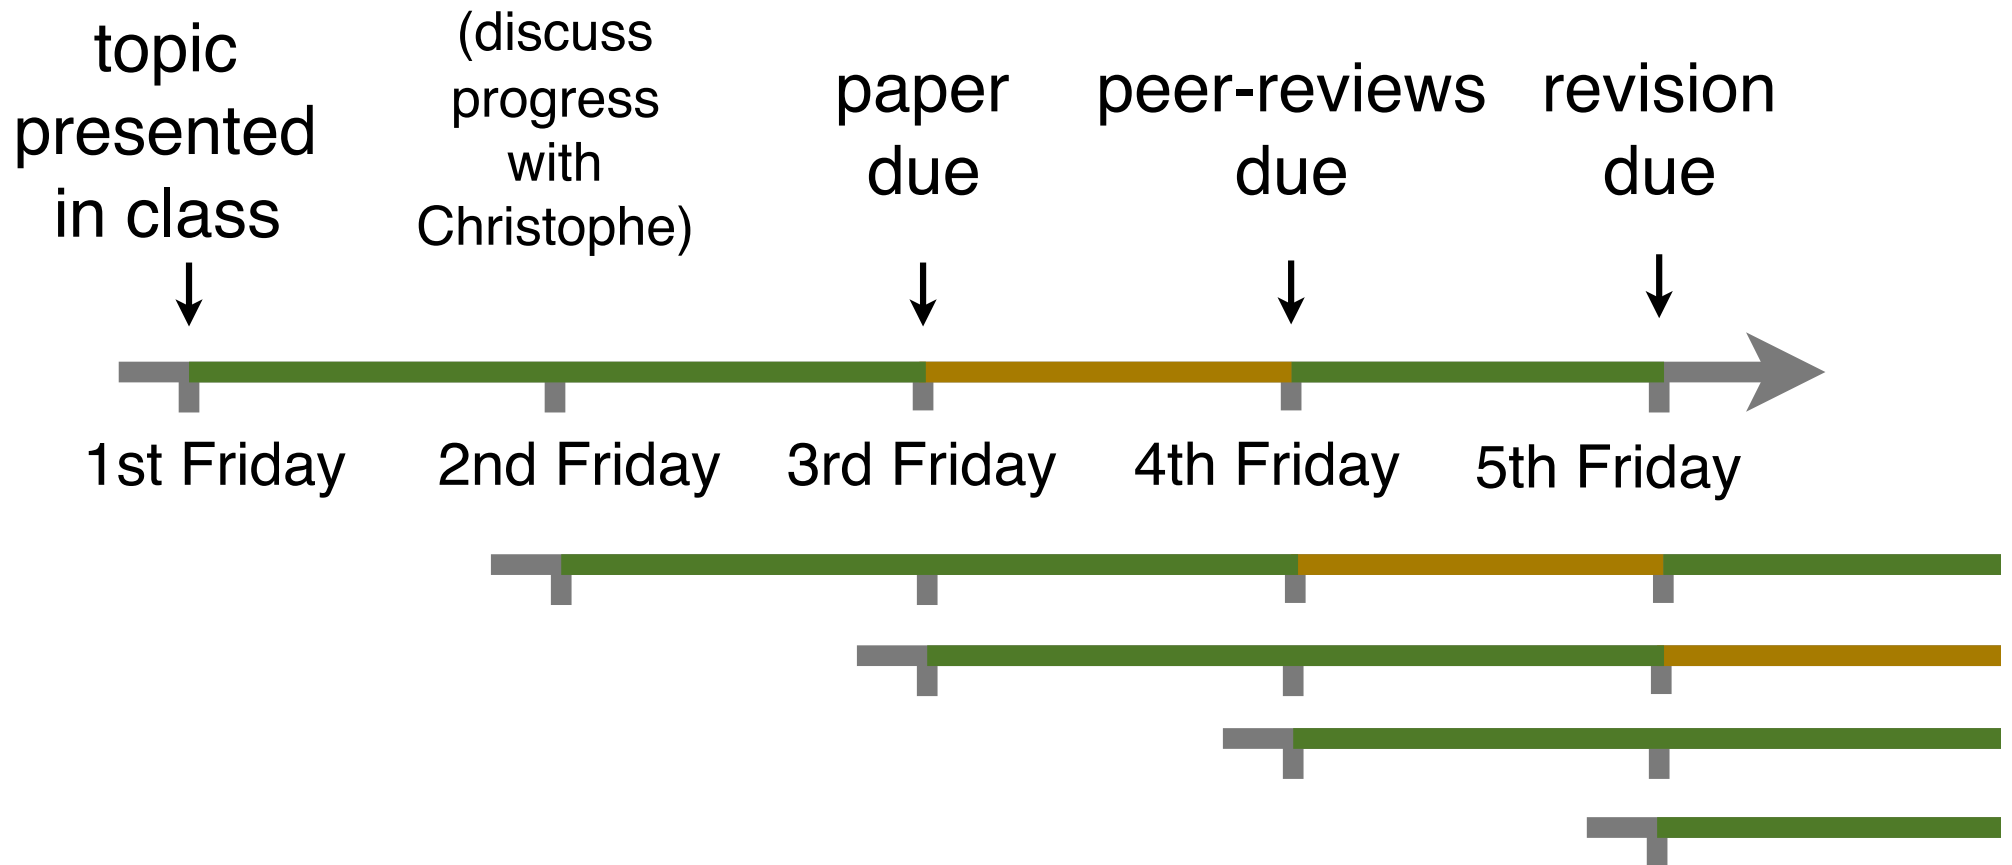 topic
presented
in class
(discuss
progress
with
Christophe)
paper
due
peer-reviews
due
revision
due
1st Friday
2nd Friday
3rd Friday
4th Friday
5th Friday